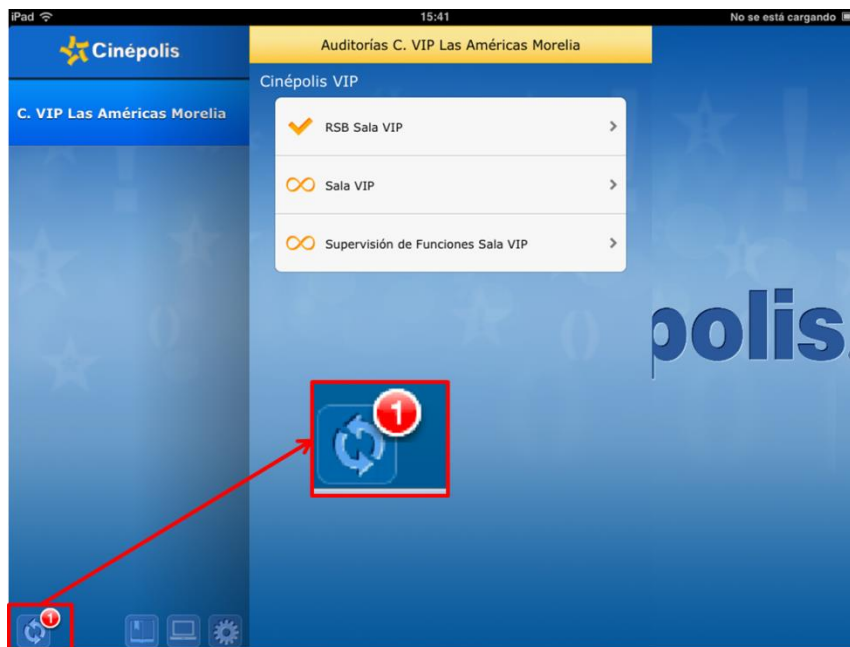 iPad
15:41
No se está cargando
Cinépolis
Auditorías C. VIP Las Américas Morelia
C. VIP Las Américas Morelia
Cinépolis VIP
RSB Sala VIP
Sala VIP
Supervisión de Funciones Sala VIP
polis.
1
1